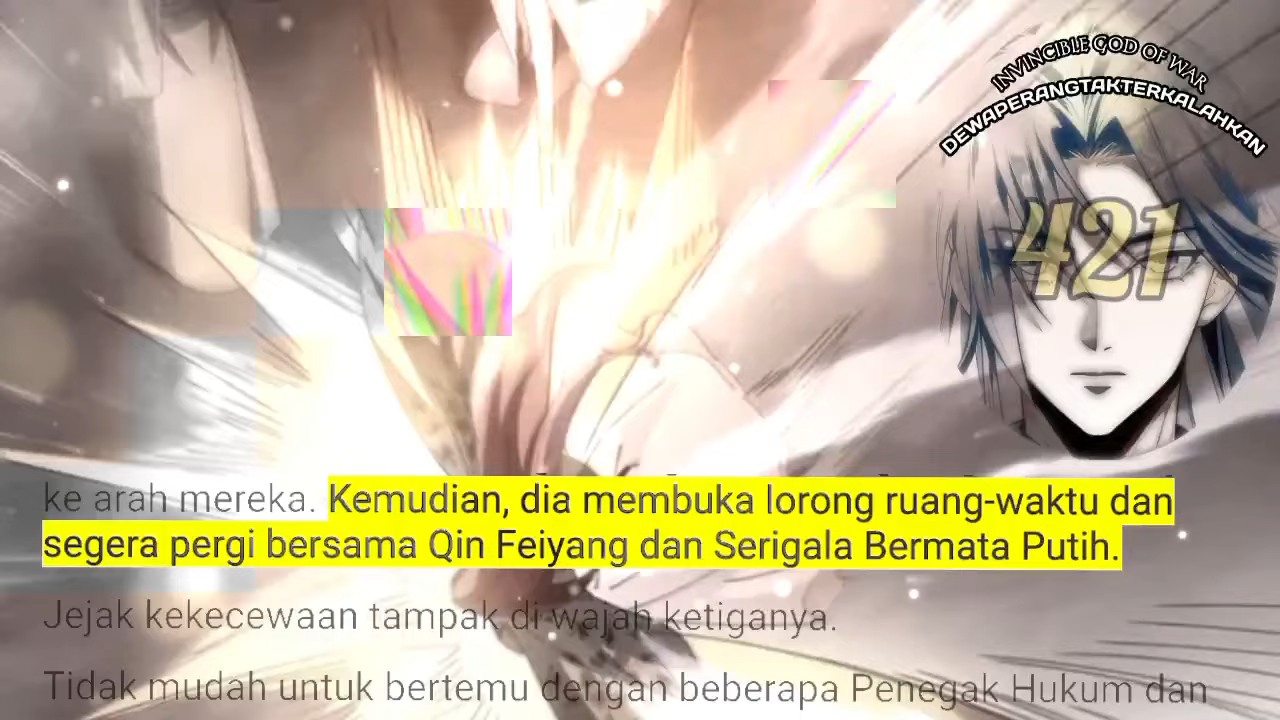 INVINCIBLE GOD OF WAR
DEWAPERANGTAKTERKALAHKAN
421
ke arah mereka. Kemudian, dia membuka lorong ruang-waktu dan
segera pergi bersama Qin Feiyang dan Serigala Bermata Putih.
Jejak kekecewaan tampak di wajah ketiganya.
Tidak mudah untuk bertemu dengan beberapa Penegak Hukum dan